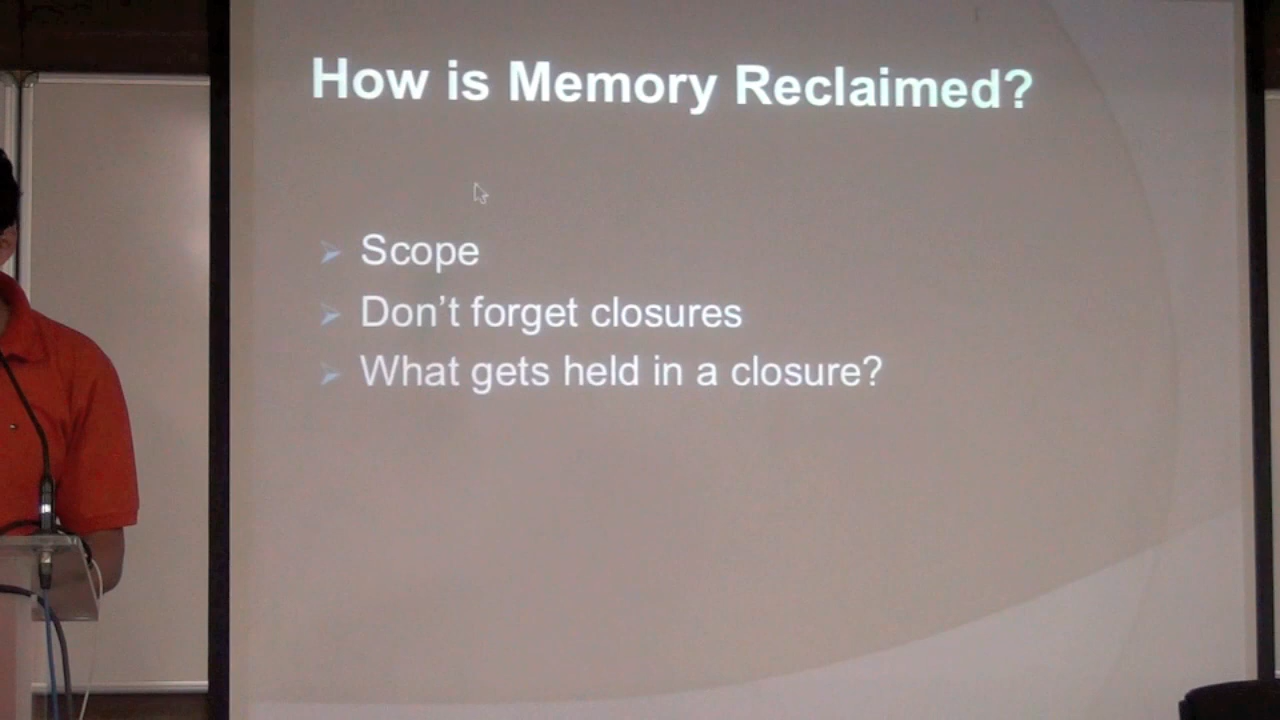 How is Memory Reclaimed?
Scope
Don’t forget closures
What gets held in a closure?